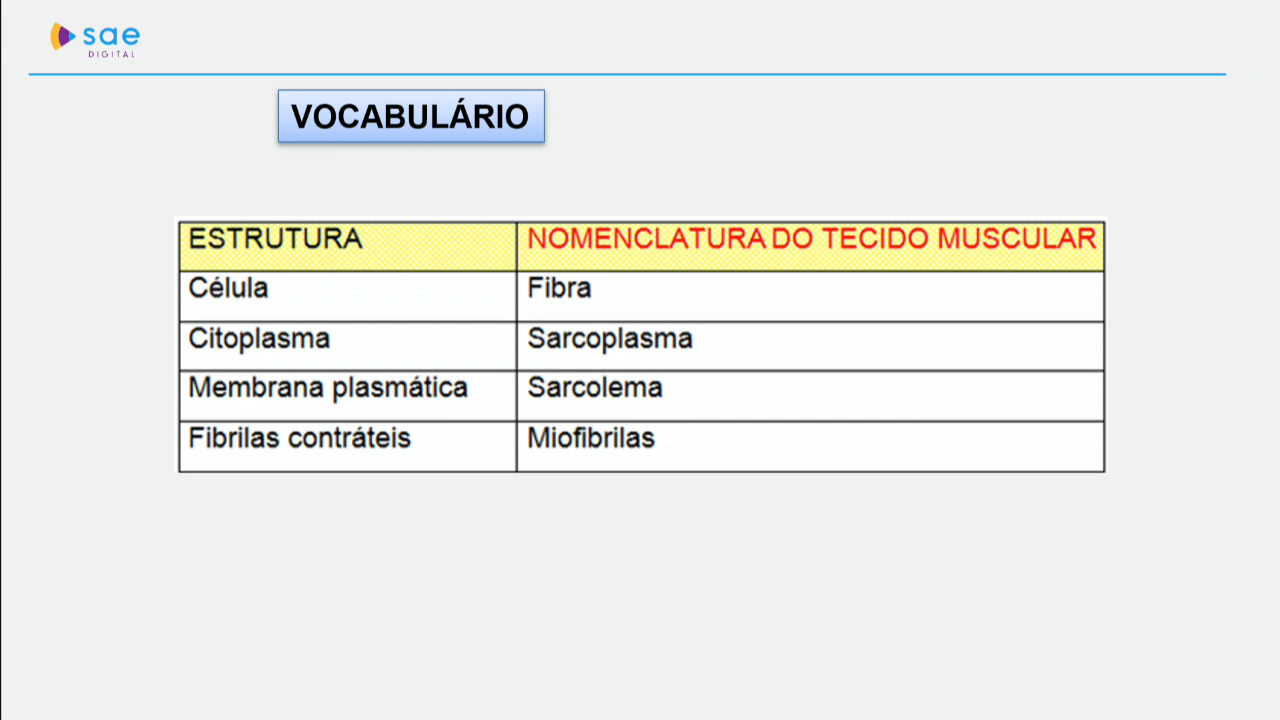 sae
DIGITAL
VOCABULÁRIO
ESTRUTURA NOMENCLATURA DO TECIDO MUSCULAR
Célula Fibra
Citoplasma Sarcoplasma
Membrana plasmática Sarcolema
Fibrilas contráteis Miofibrilas